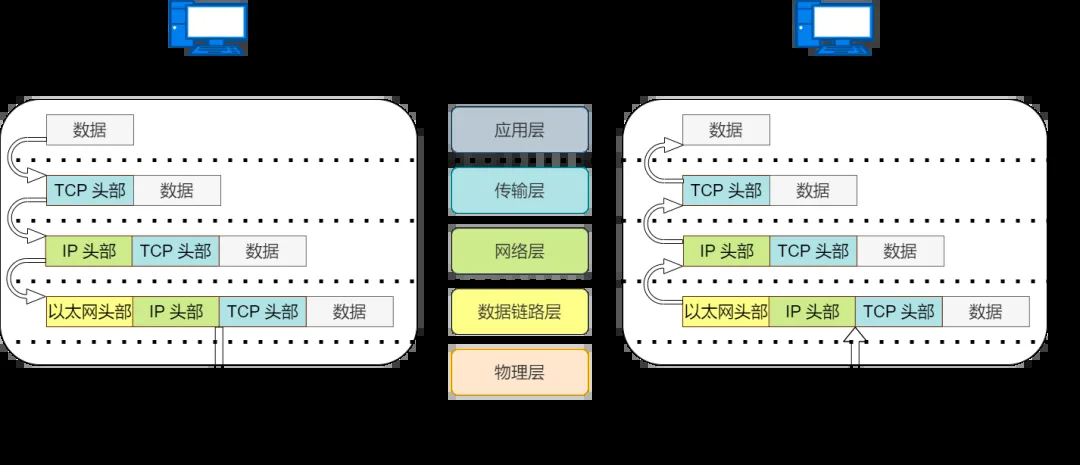 数据
应用层
数据
TCP 头部 数据
传输层
TCP 头部 数据
IP 头部 TCP 头部 数据
网络层
IP 头部 TCP 头部 数据
以太网头部 IP 头部 TCP 头部 数据
数据链路层
以太网头部 IP 头部 TCP 头部 数据
物理层